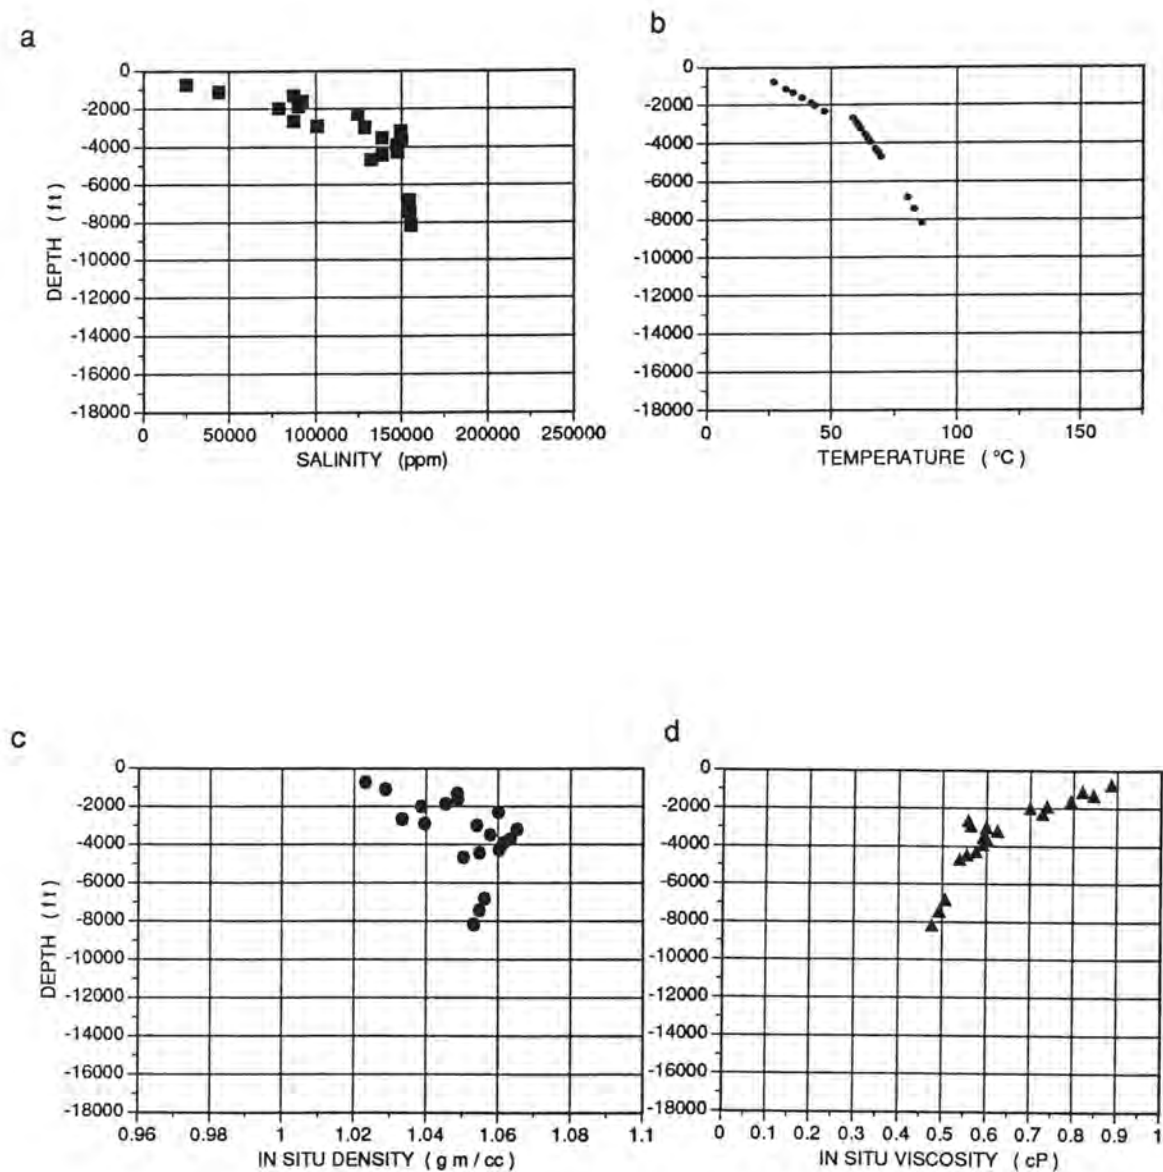 a
0
-2000
-4000
-6000
-8000
-10000
-12000
-14000
-16000
-18000
DEPTH (ft)
0 50000 100000 150000 200000 250000
SALINITY (ppm)
b
0
-2000
-4000
-6000
-8000
-10000
-12000
-14000
-16000
-18000
0 50 100 150
TEMPERATURE (°C)
c
0
-2000
-4000
-6000
-8000
-10000
-12000
-14000
-16000
-18000
DEPTH (ft)
0.96 0.98 1 1.02 1.04 1.06 1.08 1.1
IN SITU DENSITY (gm/cc)
d
0
-2000
-4000
-6000
-8000
-10000
-12000
-14000
-16000
-18000
0 0.1 0.2 0.3 0.4 0.5 0.6 0.7 0.8 0.9 1
IN SITU VISCOSITY (cP)